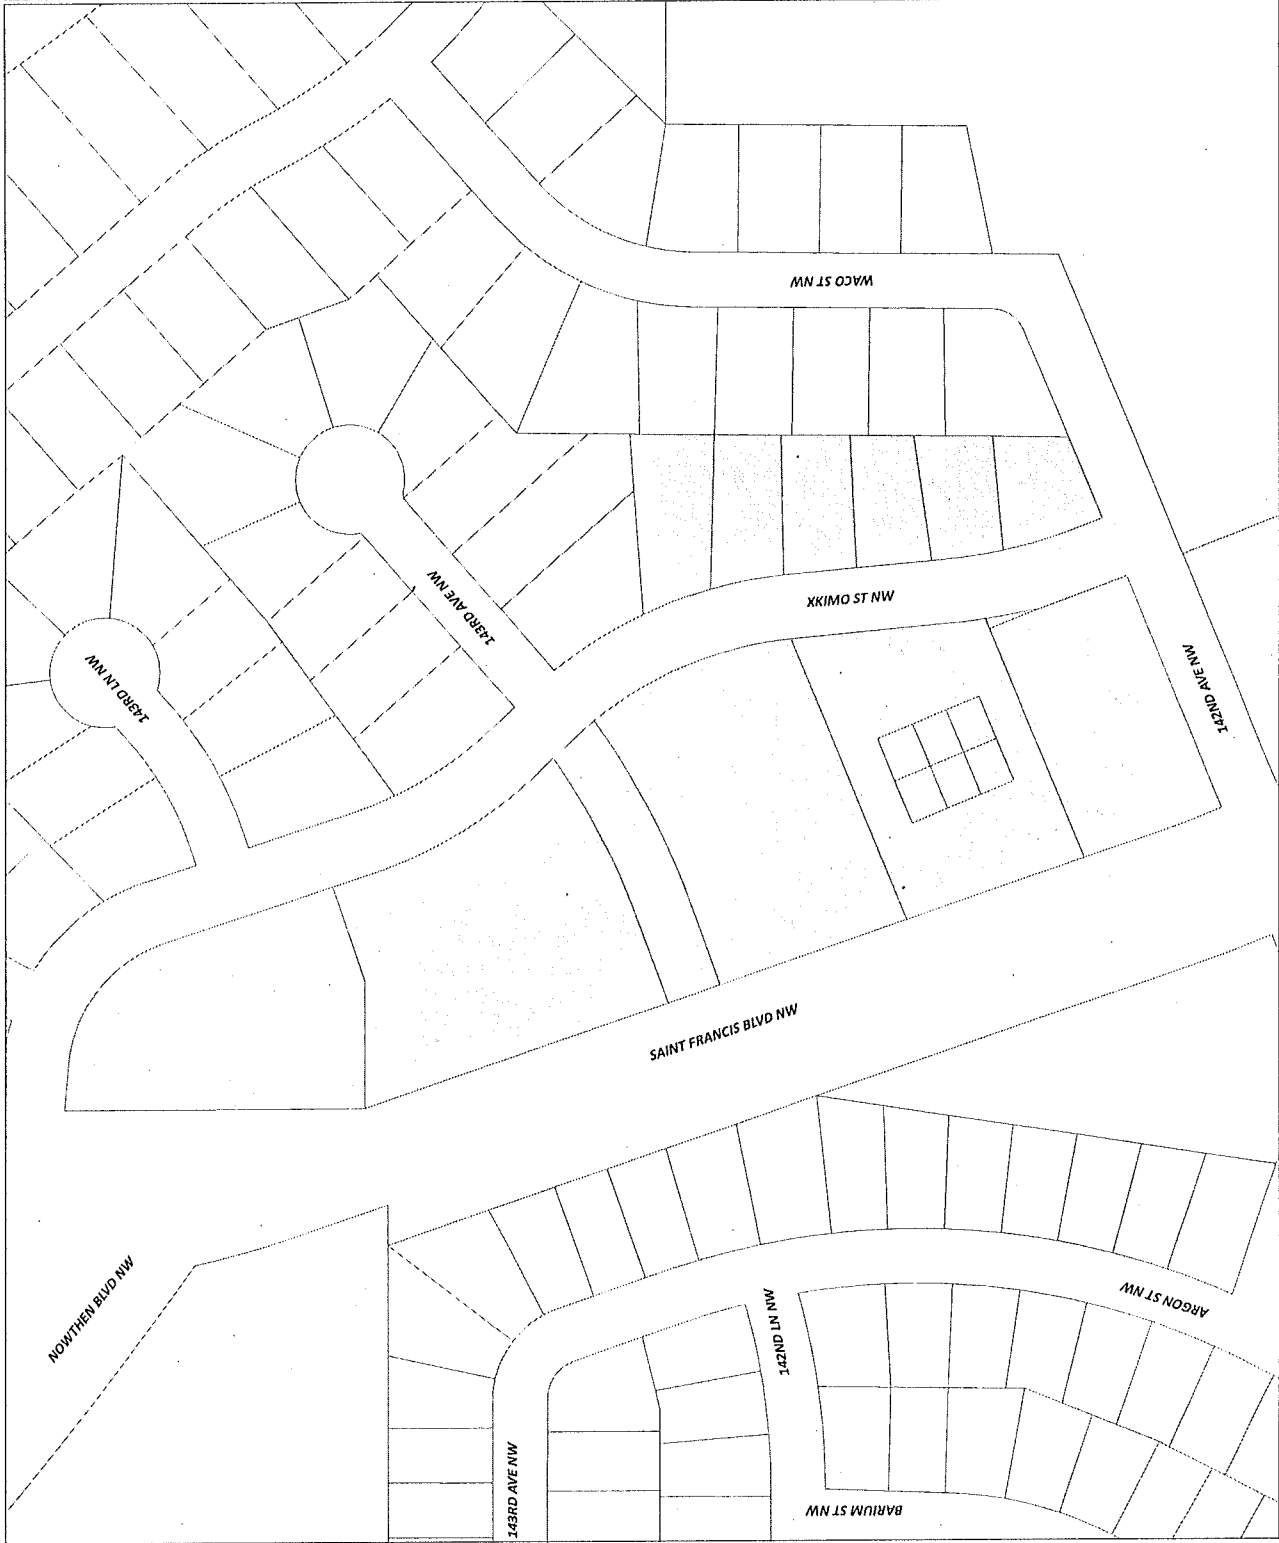 WACO ST NW
143RD AVE NW
XKIMO ST NW
143RD LN NW
142ND AVE NW
SAINT FRANCIS BLVD NW
NOWTHEN BLVD NW
ARGON ST NW
142ND LN NW
143RD AVE NW
BARIUM ST NW